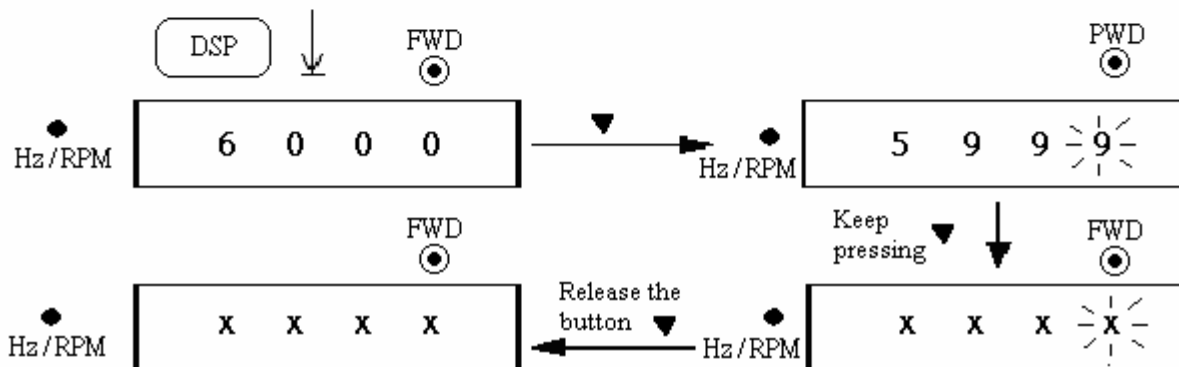 DSP
FWD
PWD
Hz/RPM
6 0 0 0
Hz/RPM
5 9 9 9
Keep
pressing
FWD
FWD
Hz/RPM
x x x x
Release the
button
Hz/RPM
x x x x